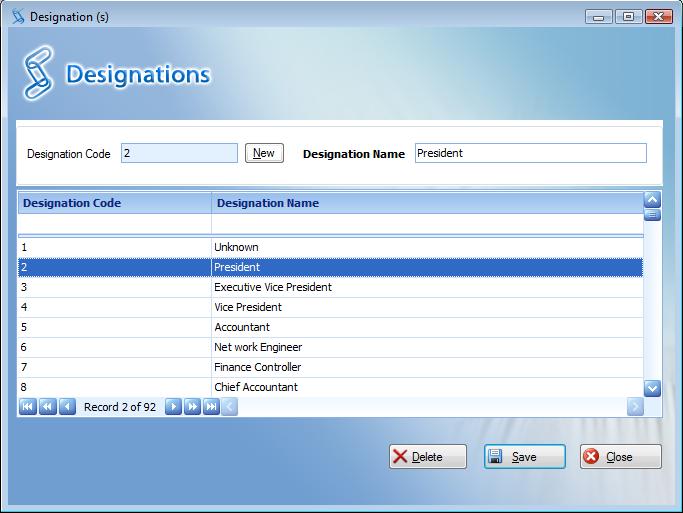 Designation (s)
Designations
Designation Code 2 New Designation Name President
Designation Code Designation Name
1 Unknown
2 President
3 Executive Vice President
4 Vice President
5 Accountant
6 Net work Engineer
7 Finance Controller
8 Chief Accountant
Record 2 of 92
Delete Save Close